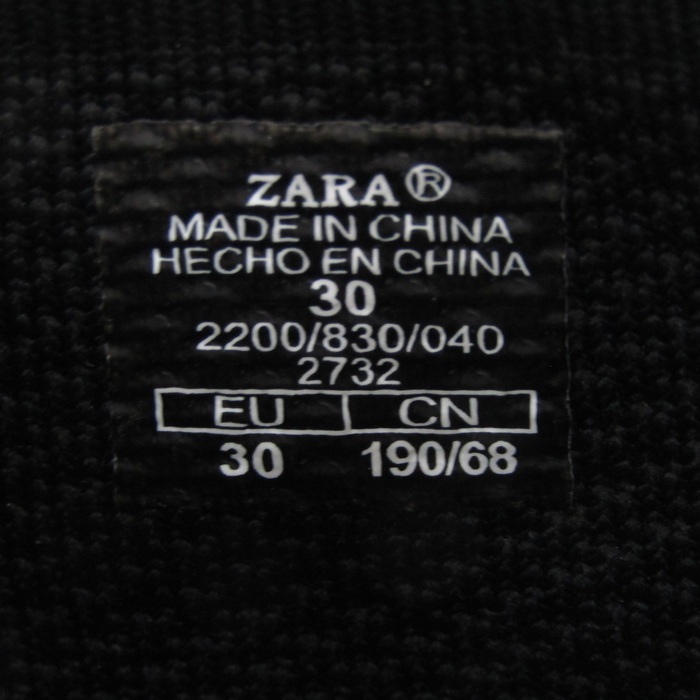 ZARA®
MADE IN CHINA
HECHO EN CHINA
30
2200/830/040
2732
EU CN
30 190/68